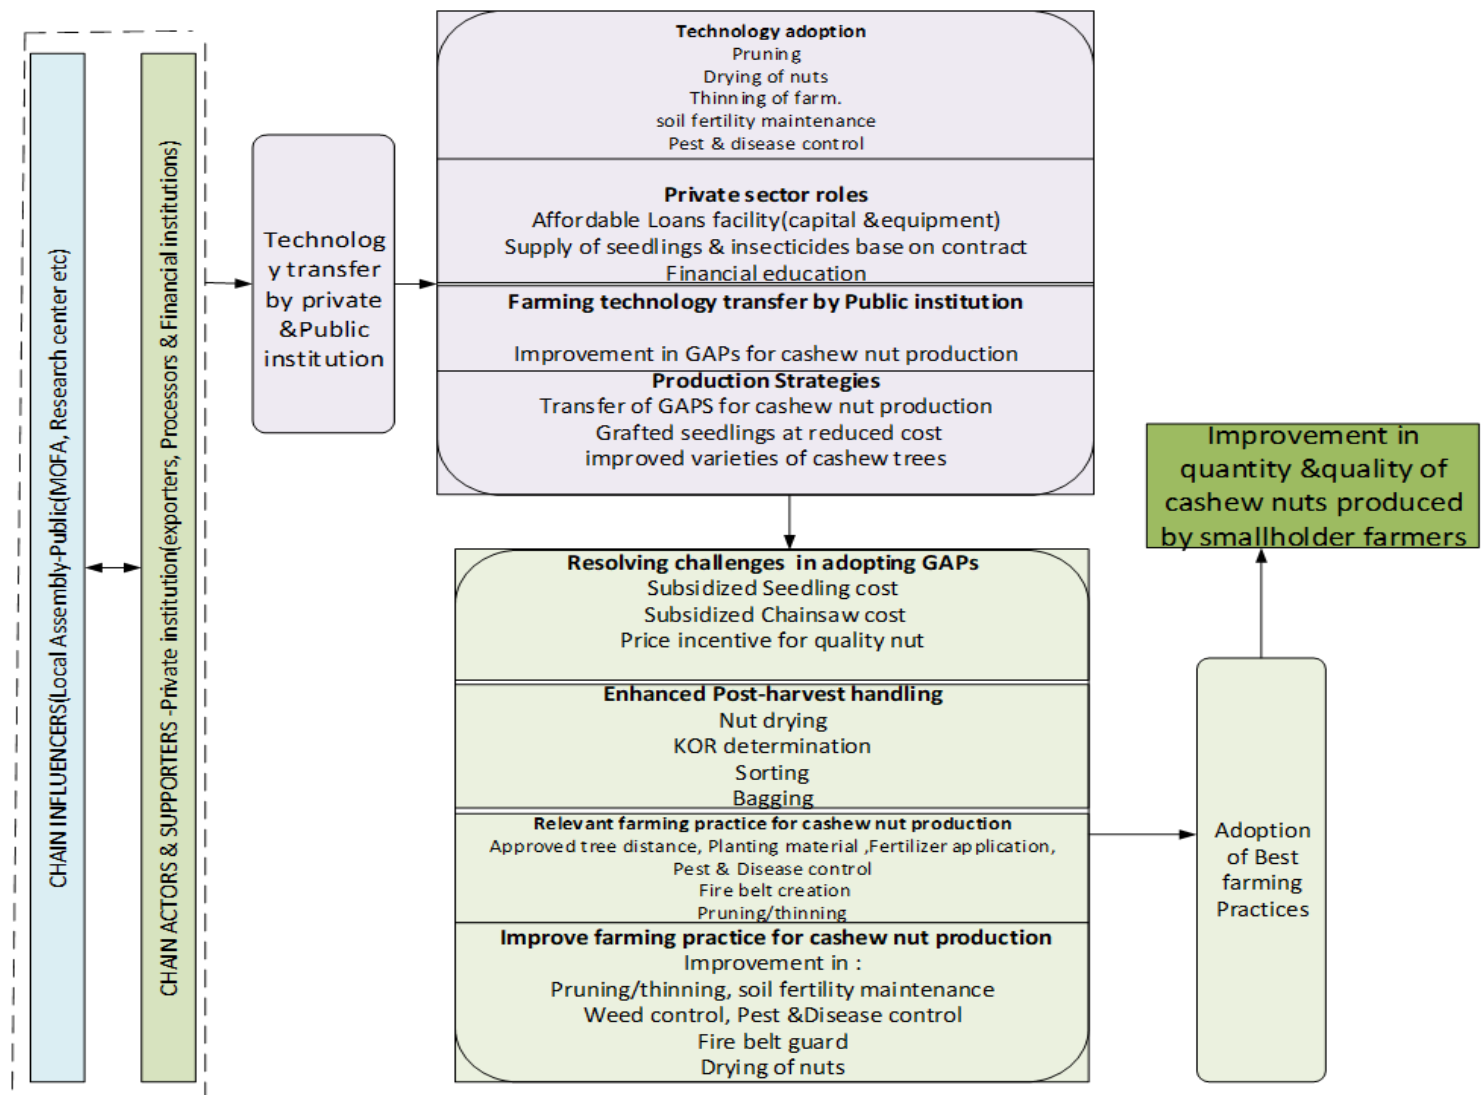 CHAIN INFLUENCERS(Local Assembly-Public(MOFA, Research center etc)
CHAIN ACTORS & SUPPORTERS -Private institution(exporters, Processors & Financial institutions)
Technolog
y transfer
by private
&Public
institution
Technology adoption
Pruning
Drying of nuts
Thinning of farm.
soil fertility maintenance
Pest & disease control
Private sector roles
Affordable Loans facility(capital &equipment)
Supply of seedlings & insecticides base on contract
Financial education
Farming technology transfer by Public institution
Improvement in GAPs for cashew nut production
Production Strategies
Transfer of GAPS for cashew nut production
Grafted seedlings at reduced cost
improved varieties of cashew trees
Resolving challenges in adopting GAPs
Subsidized Seedling cost
Subsidized Chainsaw cost
Price incentive for quality nut
Enhanced Post-harvest handling
Nut drying
KOR determination
Sorting
Bagging
Relevant farming practice for cashew nut production
Approved tree distance, Planting material ,Fertilizer application,
Pest & Disease control
Fire belt creation
Pruning/thinning
Improve farming practice for cashew nut production
Improvement in :
Pruning/thinning, soil fertility maintenance
Weed control, Pest &Disease control
Fire belt guard
Drying of nuts
Adoption
of Best
farming
Practices
Improvement in
quantity &quality of
cashew nuts produced
by smallholder farmers